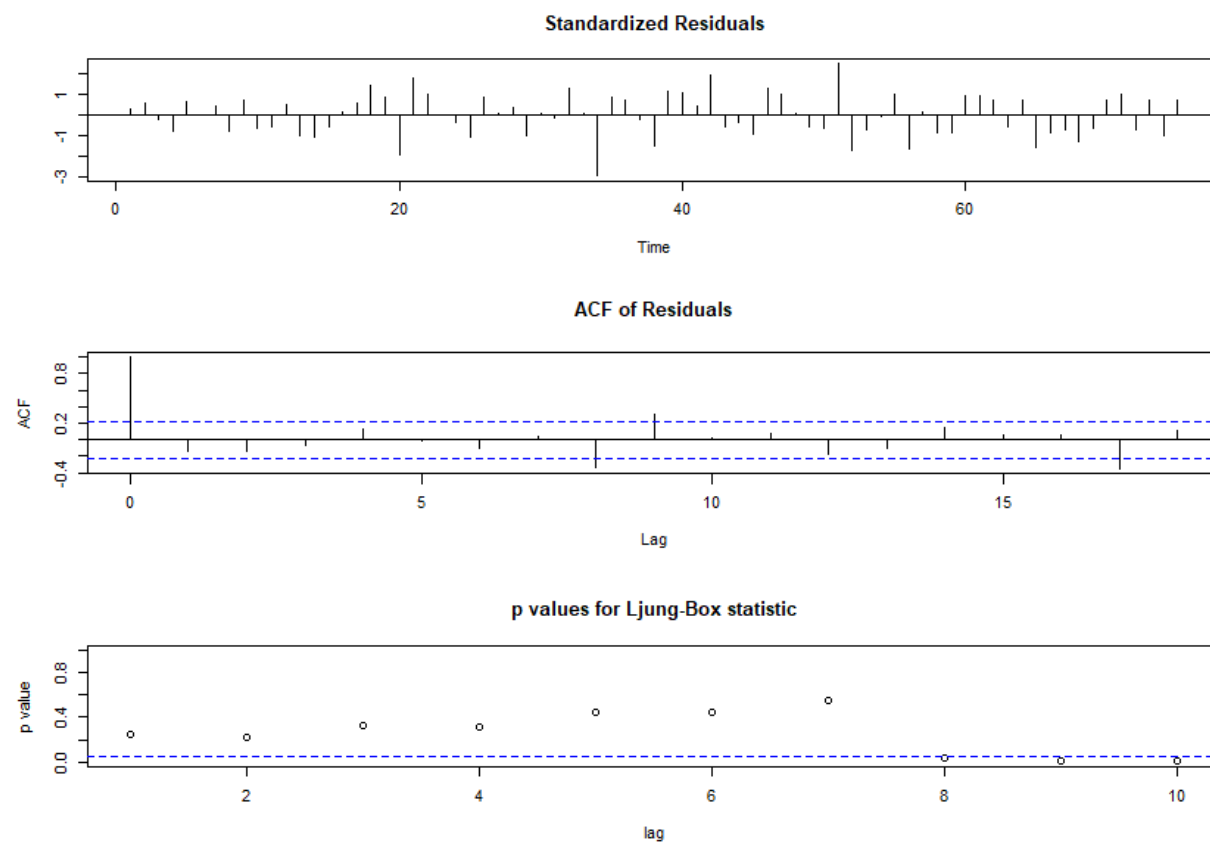 Standardized Residuals
1
-1
-3
0 20 40 60
Time
ACF of Residuals
ACF
0.8
0.2
-0.4
0 5 10 15
Lag
p values for Ljung-Box statistic
p value
0.8
0.4
0.0
2 4 6 8 10
lag